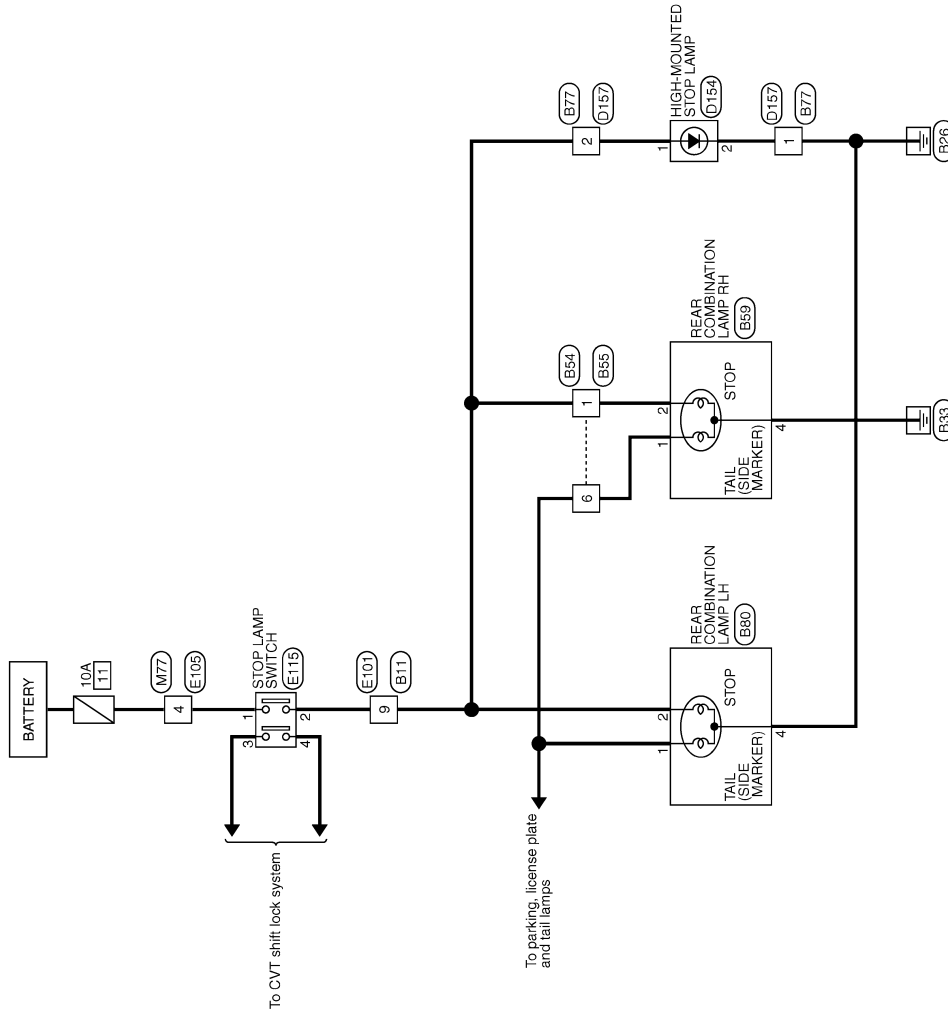 BATTERY
10A
11
M77
4
E105
STOP LAMP
SWITCH
E115
1
3
2
4
To CVT shift lock system
E101
9
B11
To parking, license plate
and tail lamps
B54
6
1
B55
B77
2
D157
REAR
COMBINATION
LAMP LH
B80
1
2
TAIL
(SIDE
MARKER)
STOP
4
REAR
COMBINATION
LAMP RH
B59
1
2
TAIL
(SIDE
MARKER)
STOP
4
HIGH-MOUNTED
STOP LAMP
D154
1
2
D157
1
B77
B33
B26